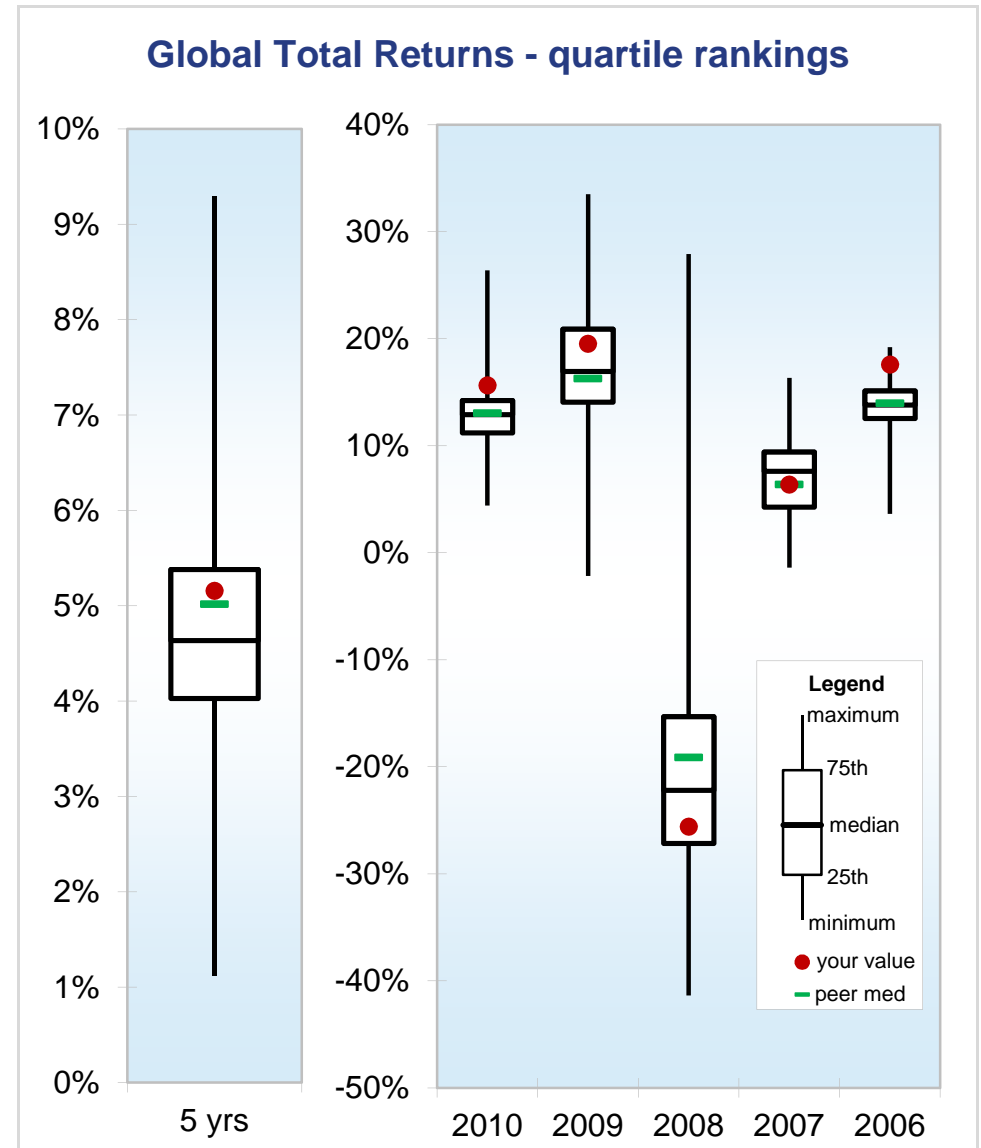 Global Total Returns - quartile rankings
10%
9%
8%
7%
6%
5%
4%
3%
2%
1%
0%
5 yrs
40%
30%
20%
10%
0%
-10%
-20%
-30%
-40%
-50%
2010 2009 2008 2007 2006
Legend
maximum
75th
median
25th
minimum
your value
peer med